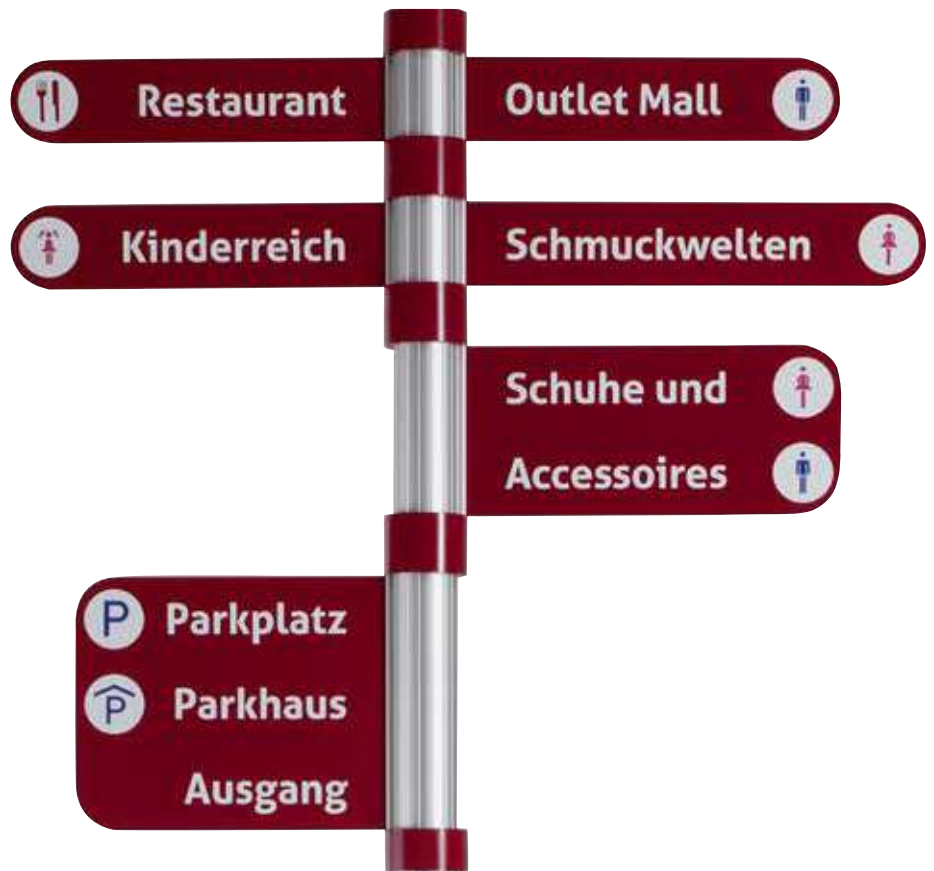 Restaurant
Outlet Mall
Kinderreich
Schmuckwelten
Schuhe und
Accessoires
P Parkplatz
P Parkhaus
Ausgang